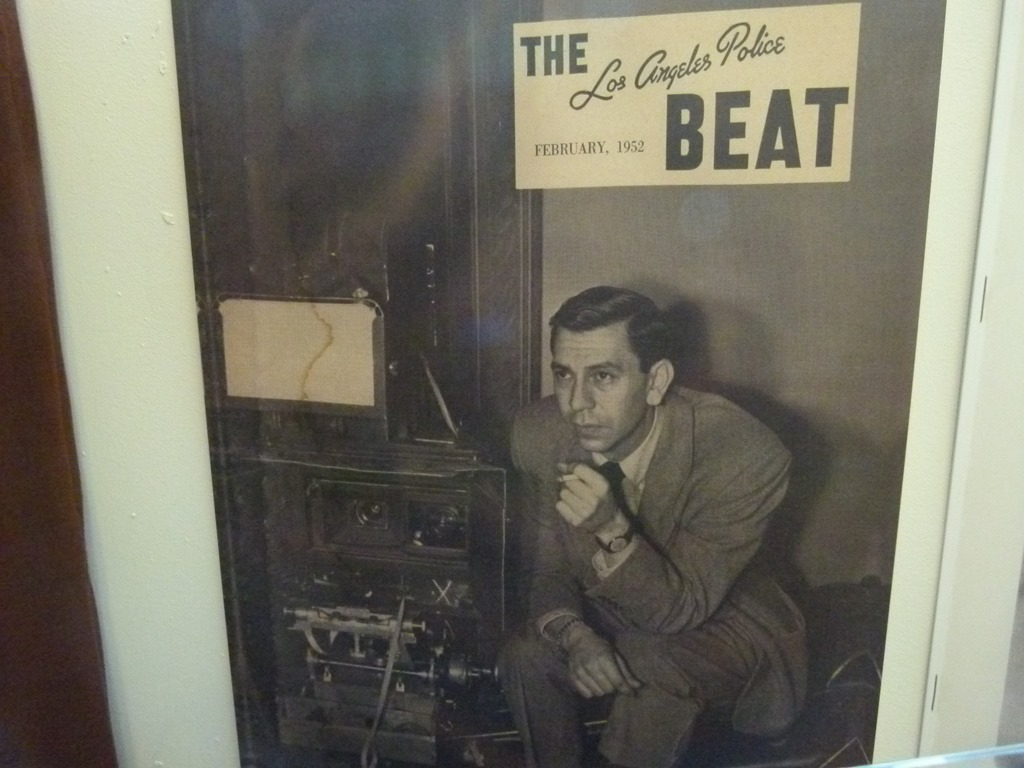 THE
Los Angeles Police
BEAT
FEBRUARY, 1952
X